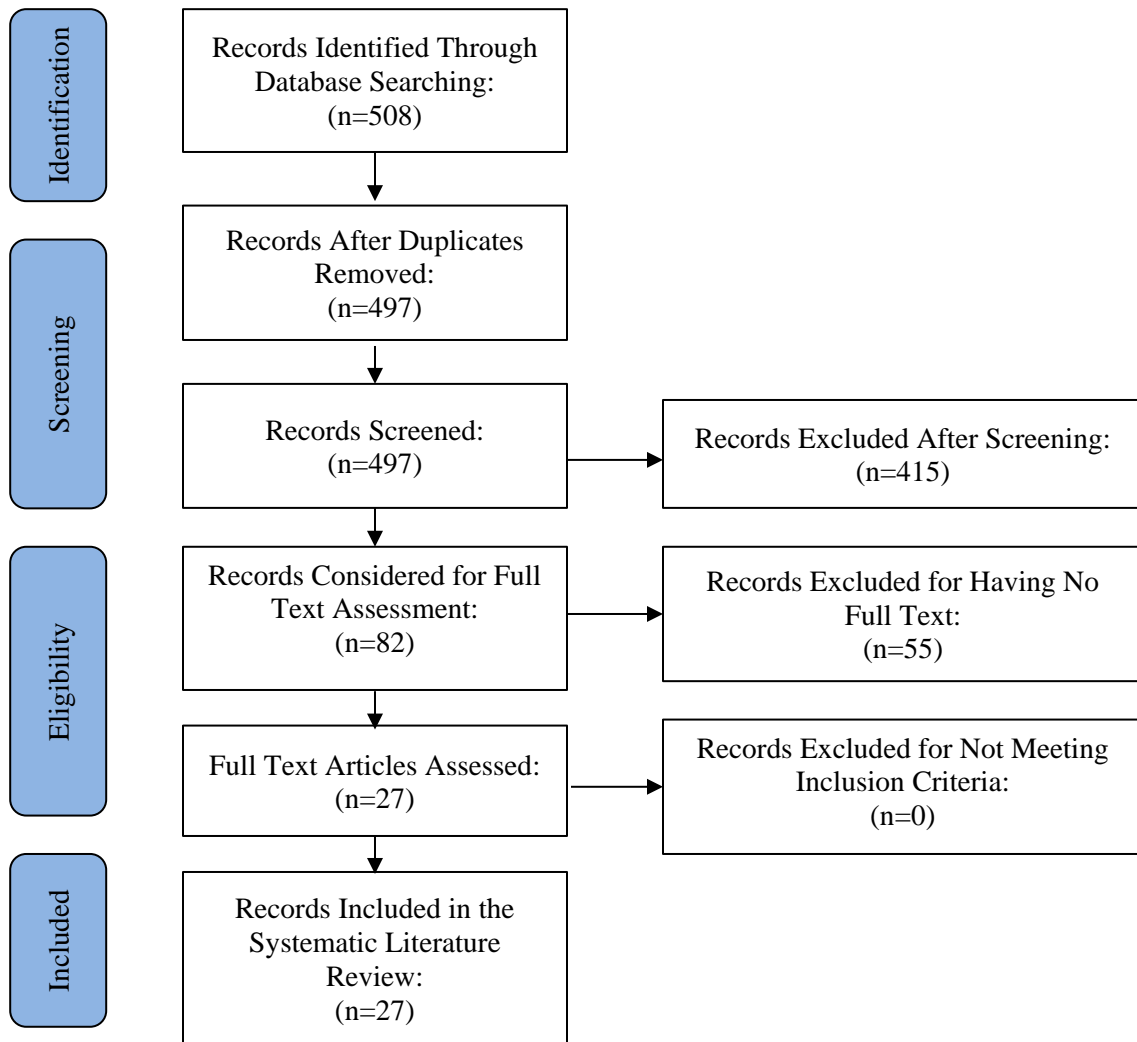 Identification
Records Identified Through
Database Searching:
(n=508)
Screening
Records After Duplicates
Removed:
(n=497)
Records Screened:
(n=497)
Records Excluded After Screening:
(n=415)
Eligibility
Records Considered for Full
Text Assessment:
(n=82)
Records Excluded for Having No
Full Text:
(n=55)
Full Text Articles Assessed:
(n=27)
Records Excluded for Not Meeting
Inclusion Criteria:
(n=0)
Included
Records Included in the
Systematic Literature
Review:
(n=27)